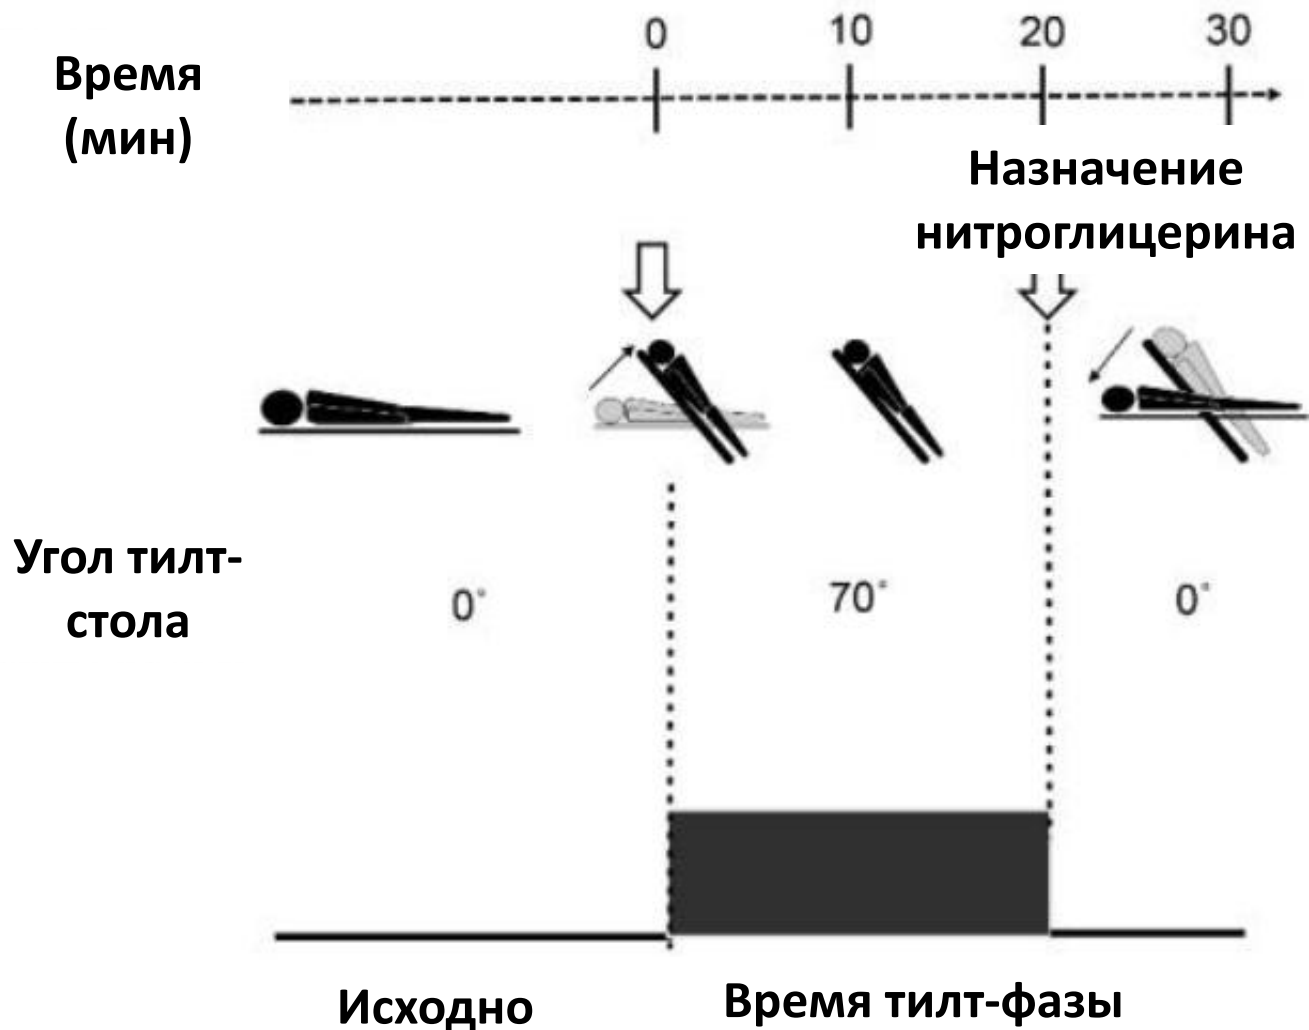 0 10 20 30
Время
(мин)
Назначение
нитроглицерина
Угол тилт-
стола
0° 70° 0°
Исходно
Время тилт-фазы